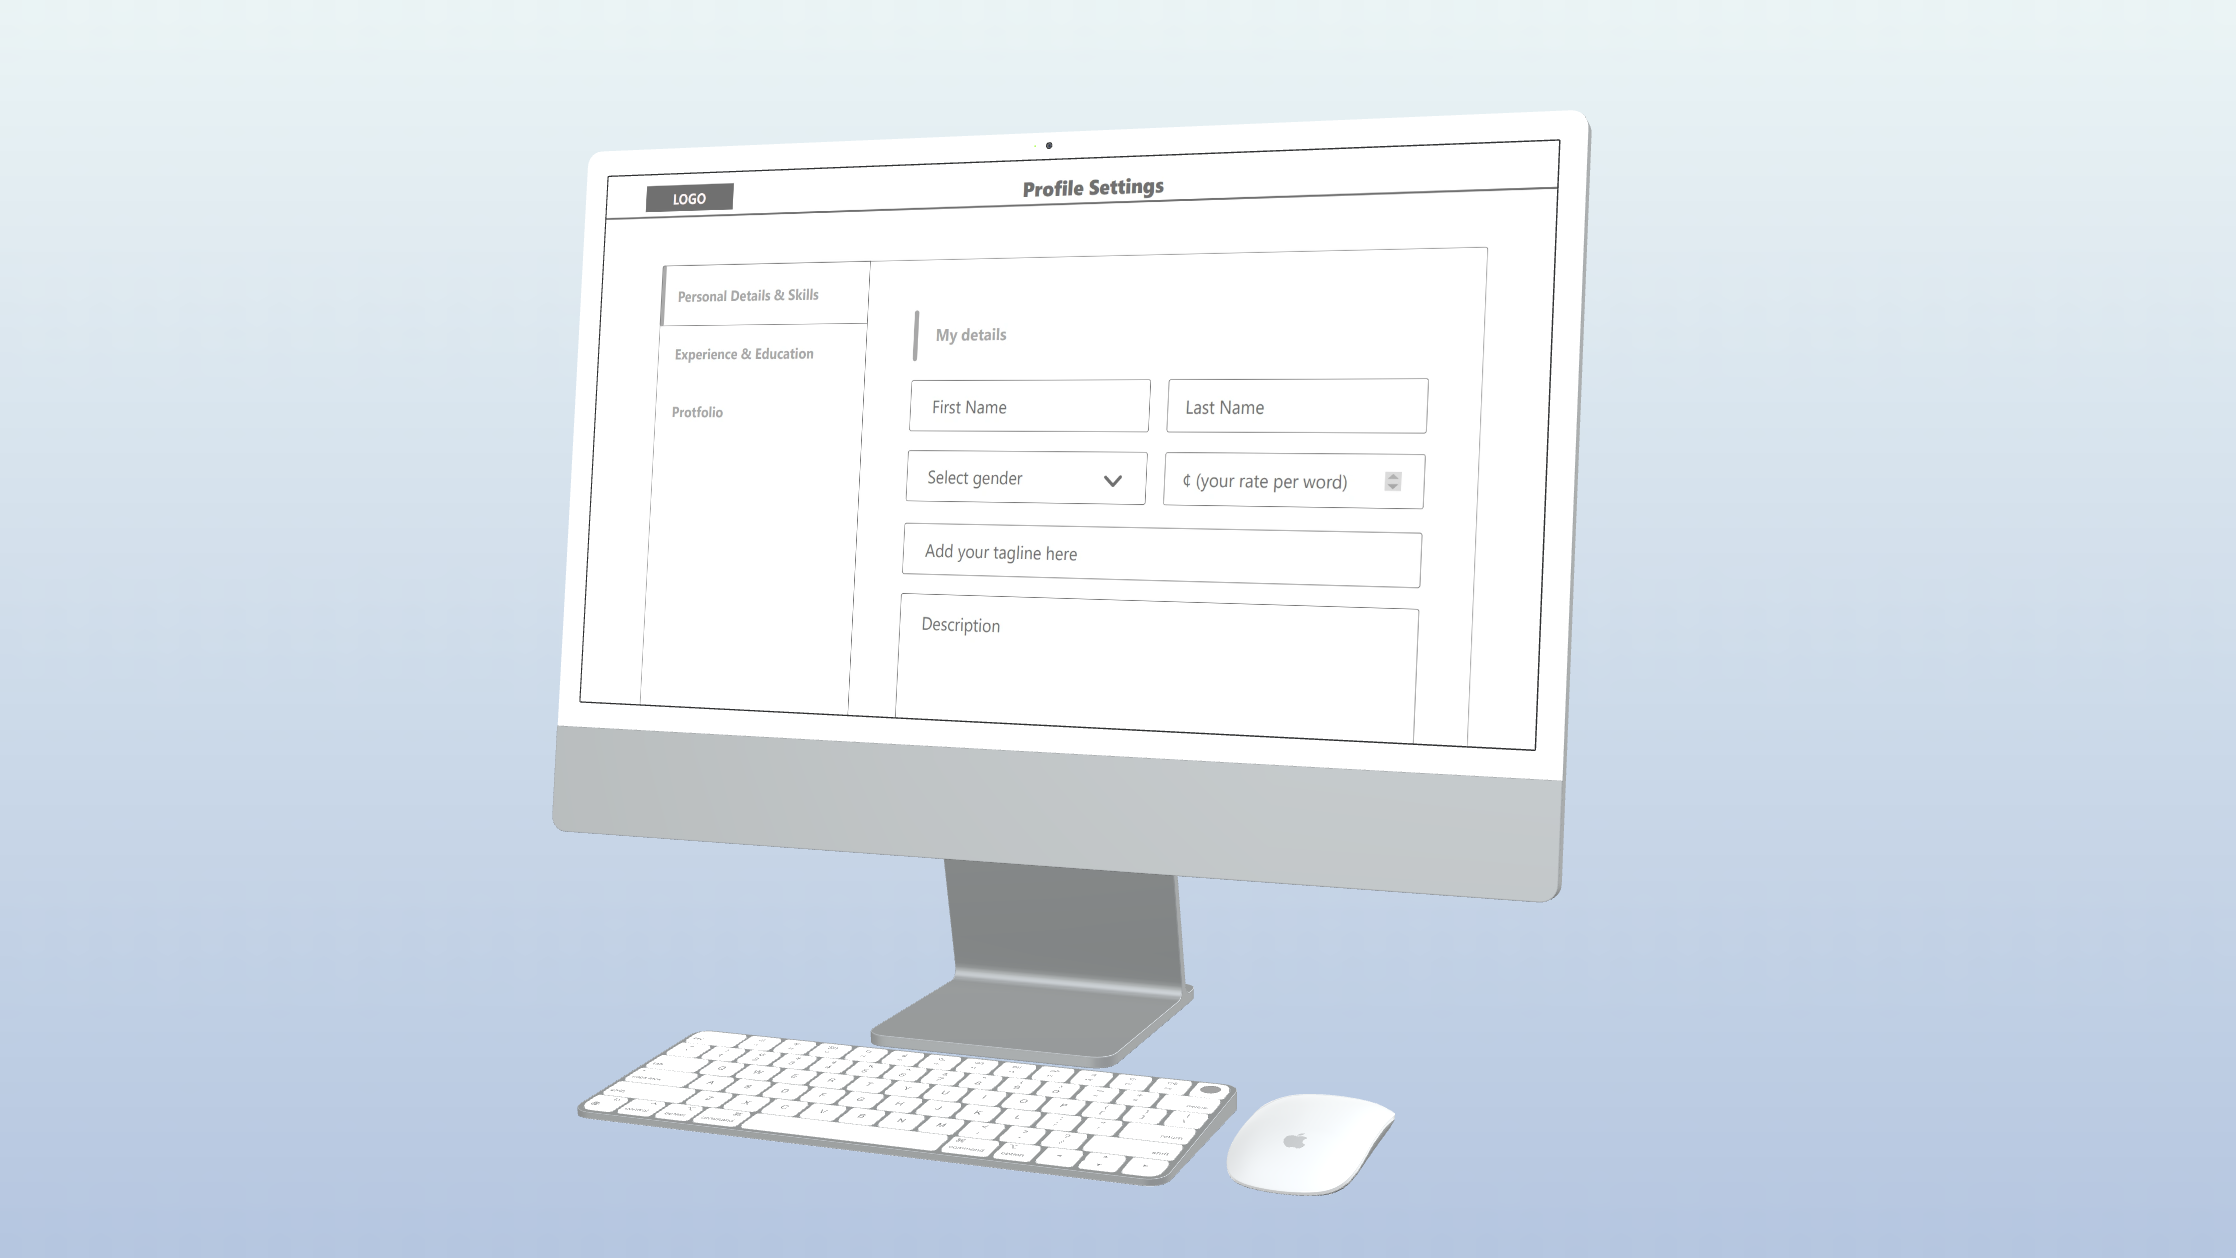 LOGO
Profile Settings
Personal Details & Skills
Experience & Education
Protfolio
My details
First Name
Last Name
Select gender
¢ (your rate per word)
Add your tagline here
Description